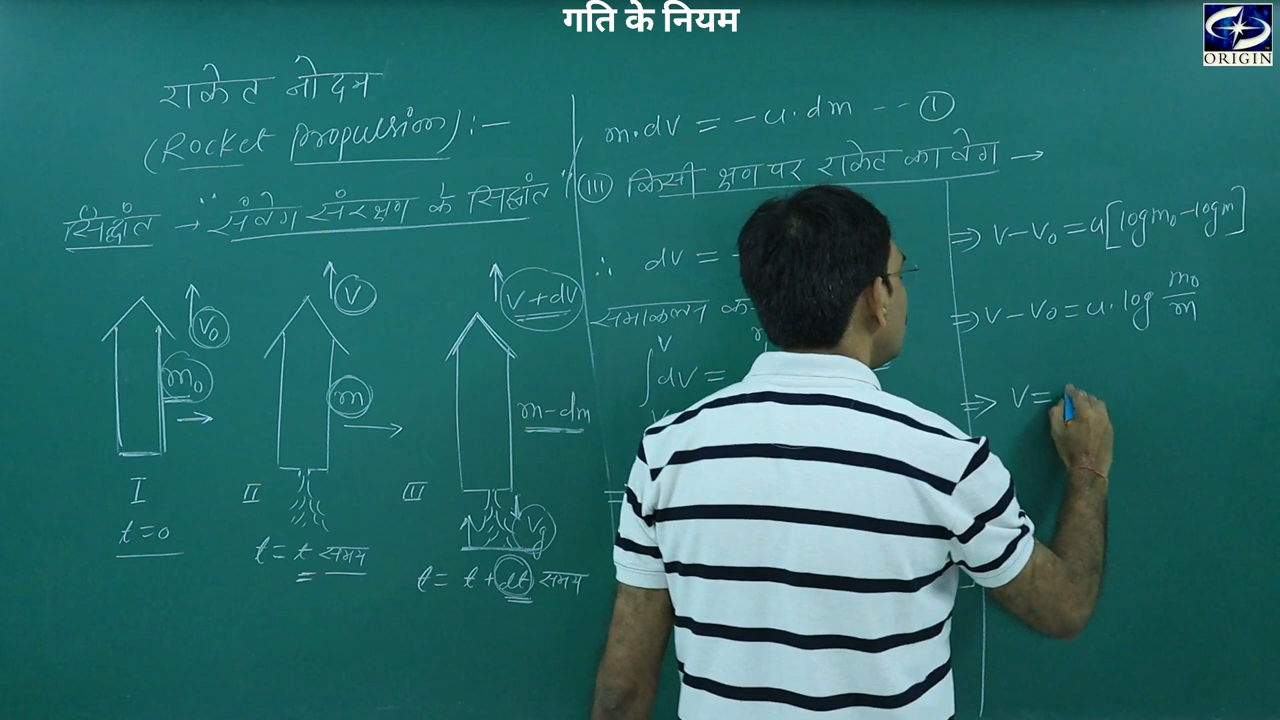 गति के नियम
ORIGIN
राकेट नोदन
(Rocket Propulsion) :-
सिद्धांत → "संवेग संरक्षण के सिद्धांत"
v₀
m₀
I
t = 0
v
m
II
t = t समय
v + dv
m - dm
vg
III
t = t + dt समय
m.dv = -u.dm -- ①
(III) किसी क्षण पर राकेट का वेग →
∴ dv = -
समाकलन क
∫ᵛ dv =
⇒ v - v₀ = u[log m₀ - log m]
⇒ v - v₀ = u. log m₀/m
⇒ v =